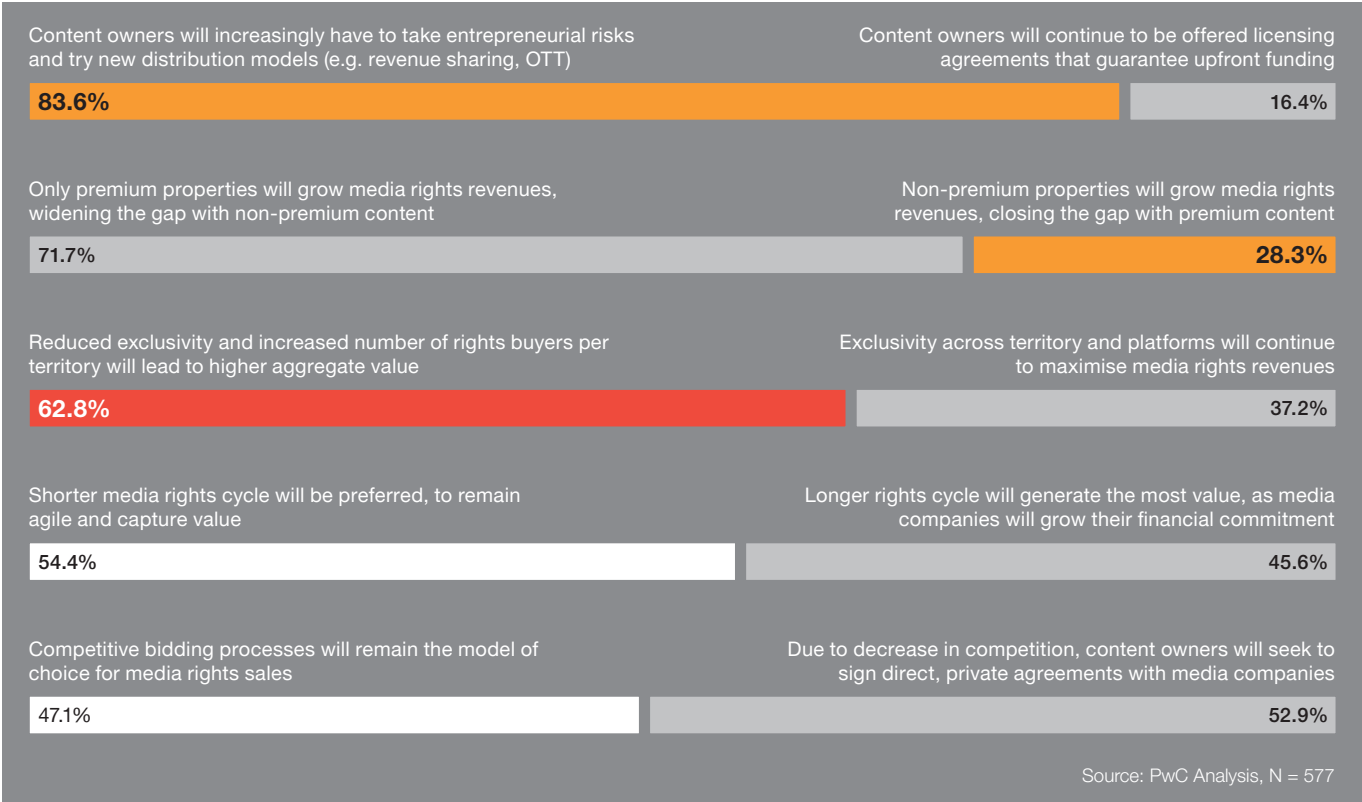 Content owners will increasingly have to take entrepreneurial risks
and try new distribution models (e.g. revenue sharing, OTT)
Content owners will continue to be offered licensing
agreements that guarantee upfront funding
83.6%
16.4%
Only premium properties will grow media rights revenues,
widening the gap with non-premium content
Non-premium properties will grow media rights
revenues, closing the gap with premium content
71.7%
28.3%
Reduced exclusivity and increased number of rights buyers per
territory will lead to higher aggregate value
Exclusivity across territory and platforms will continue
to maximise media rights revenues
62.8%
37.2%
Shorter media rights cycle will be preferred, to remain
agile and capture value
Longer rights cycle will generate the most value, as media
companies will grow their financial commitment
54.4%
45.6%
Competitive bidding processes will remain the model of
choice for media rights sales
Due to decrease in competition, content owners will seek to
sign direct, private agreements with media companies
47.1%
52.9%
Source: PwC Analysis, N = 577